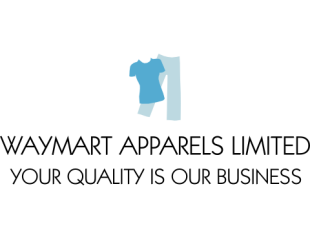 WAYMART APPARELS LIMITED
YOUR QUALITY IS OUR BUSINESS